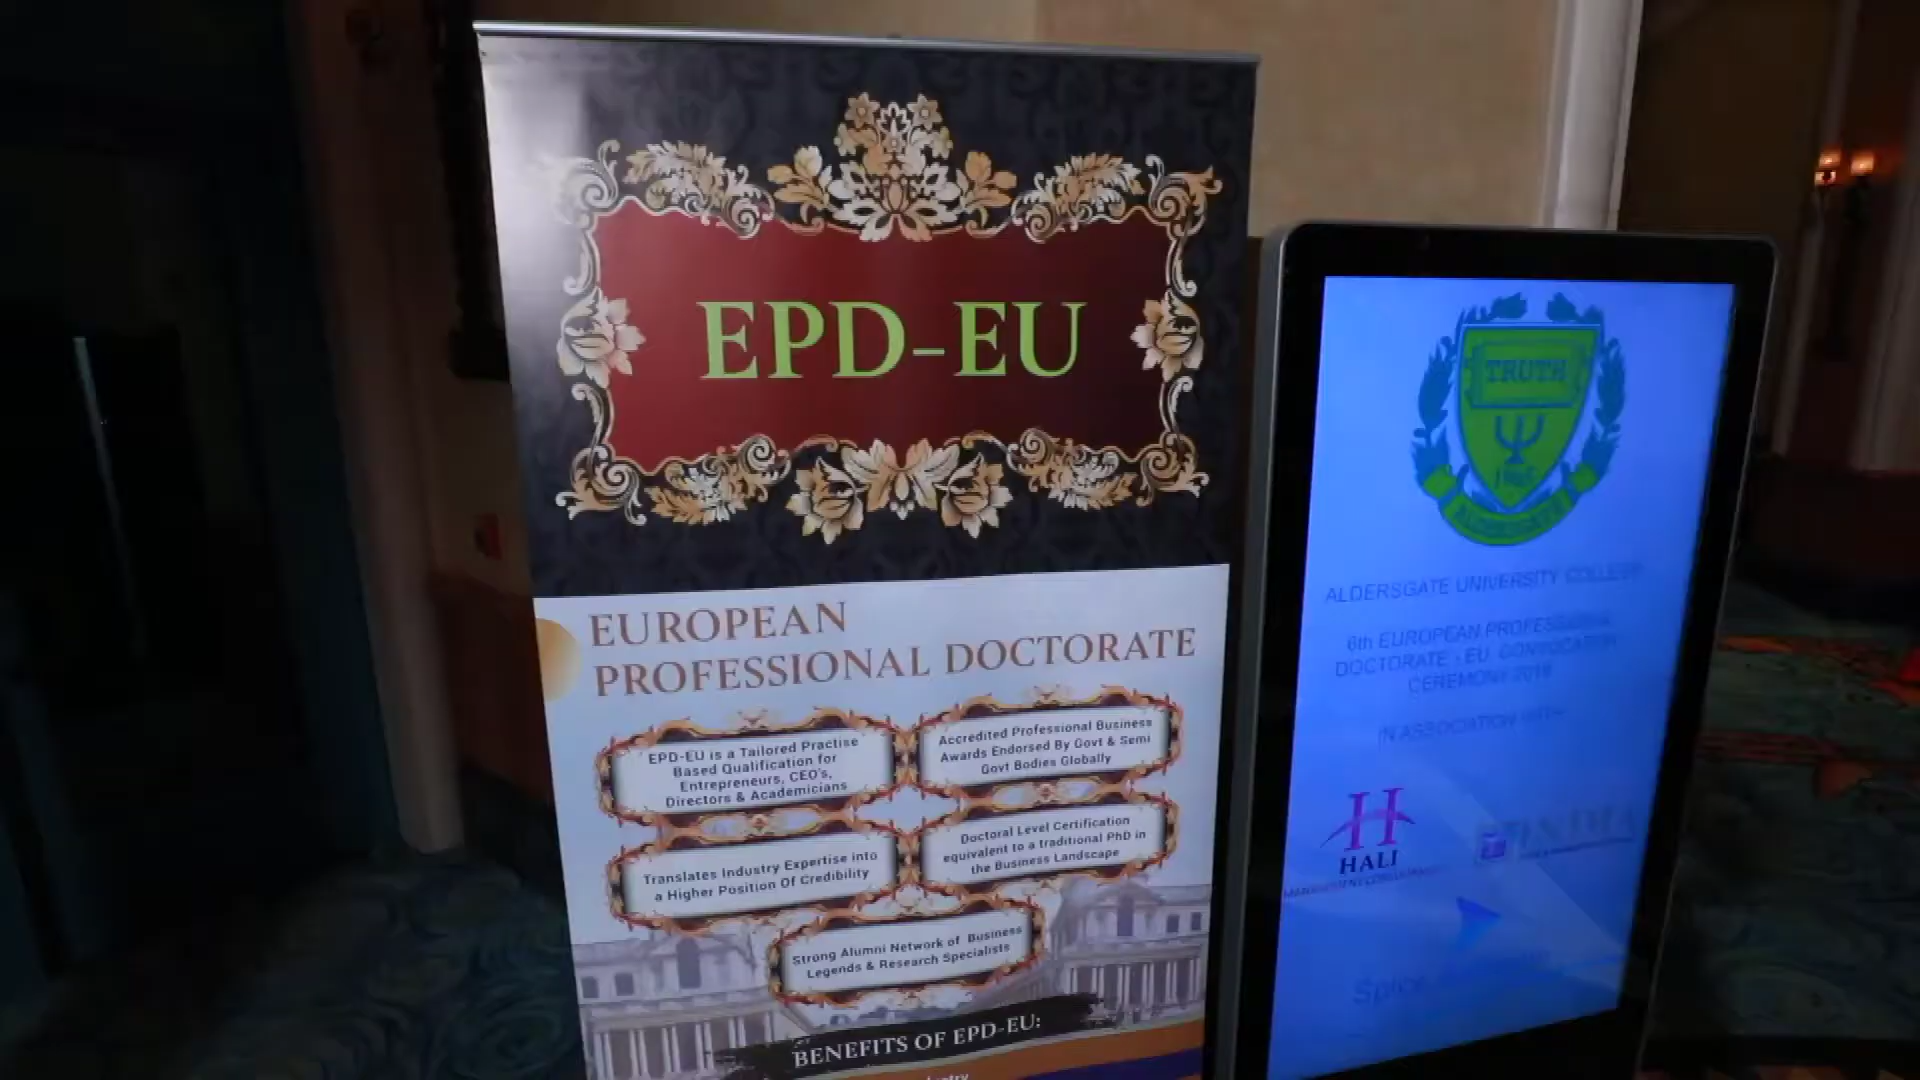 EPD-EU
EUROPEAN
PROFESSIONAL DOCTORATE
EPD-EU is a Tailored Practise
Based Qualification for
Entrepreneurs, CEO's,
Directors & Academicians
Accredited Professional Business
Awards Endorsed By Govt & Semi
Govt Bodies Globally
Translates Industry Expertise into
a Higher Position Of Credibility
Doctoral Level Certification
equivalent to a traditional PhD in
the Business Landscape
Strong Alumni Network of Business
Legends & Research Specialists
BENEFITS OF EPD-EU:
TRUTH
ALDERSGATE
ALDERSGATE UNIVERSITY COLLEGE
6th EUROPEAN PROFESSIONAL
DOCTORATE - EU CONVOCATION
CEREMONY 2018
IN ASSOCIATION WITH
H
HALI
MANAGEMENT